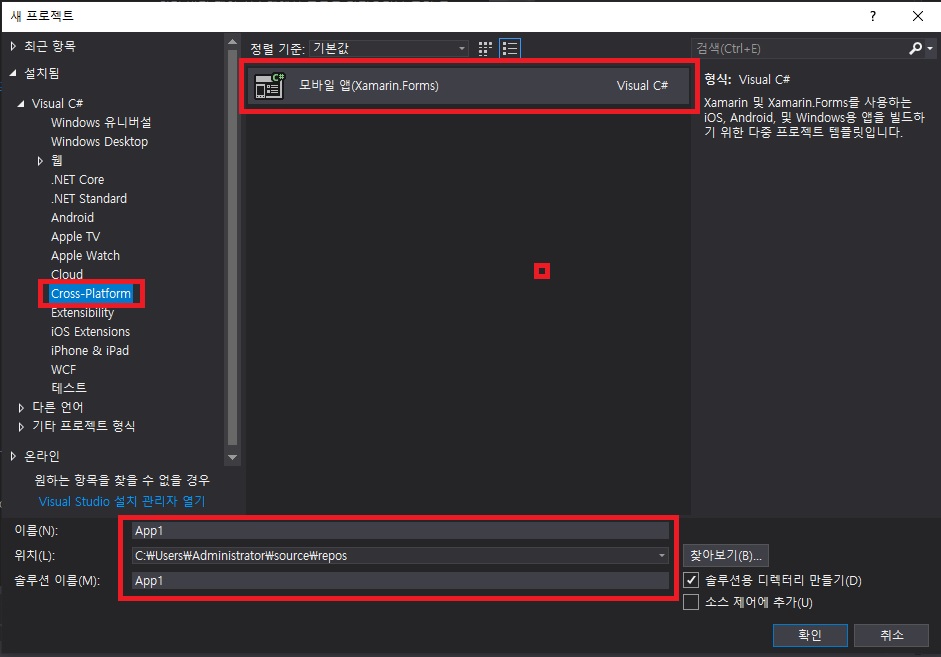 새 프로젝트
?
최근 항목
설치됨
Visual C#
Windows 유니버설
Windows Desktop
웹
.NET Core
.NET Standard
Android
Apple TV
Apple Watch
Cloud
Cross-Platform
Extensibility
iOS Extensions
iPhone & iPad
WCF
테스트
다른 언어
기타 프로젝트 형식
온라인
원하는 항목을 찾을 수 없을 경우
Visual Studio 설치 관리자 열기
정렬 기준: 기본값
C# 모바일 앱(Xamarin.Forms) Visual C#
검색(Ctrl+E)
형식: Visual C#
Xamarin 및 Xamarin.Forms를 사용하는
iOS, Android, 및 Windows용 앱을 빌드하
기 위한 다중 프로젝트 템플릿입니다.
이름(N): App1
위치(L): C:₩Users₩Administrator₩source₩repos 찾아보기(B)...
솔루션 이름(M): App1
솔루션용 디렉터리 만들기(D)
소스 제어에 추가(U)
확인 취소